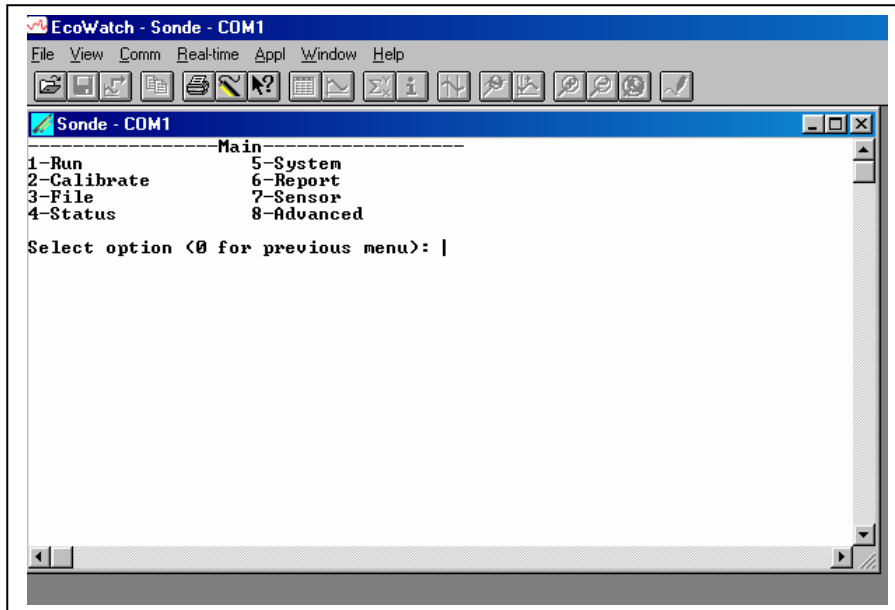 EcoWatch - Sonde - COM1
File View Comm Real-time Appl Window Help
Sonde - COM1
-----------------Main-------------------
1-Run 5-System
2-Calibrate 6-Report
3-File 7-Sensor
4-Status 8-Advanced
Select option (0 for previous menu):